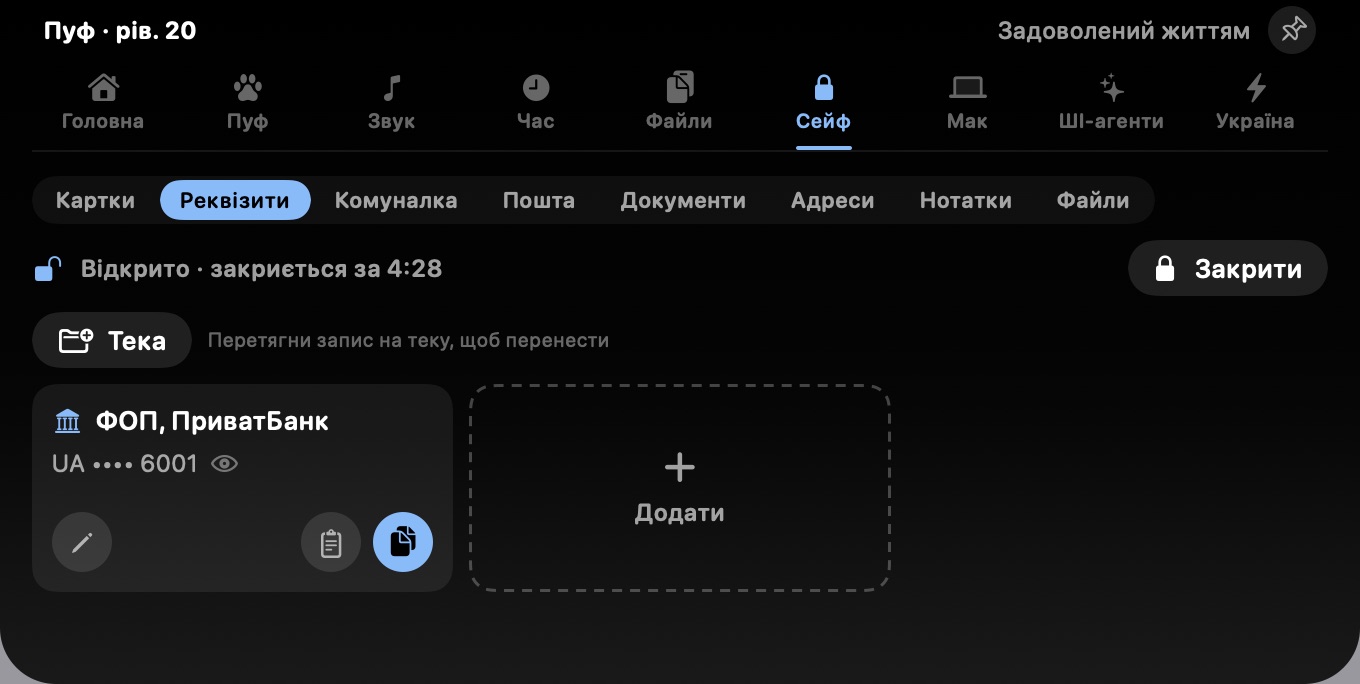 Пуф · рів. 20
Задоволений життям
Головна
Пуф
Звук
Час
Файли
Сейф
Мак
ШІ-агенти
Україна
Картки
Реквізити
Комуналка
Пошта
Документи
Адреси
Нотатки
Файли
Відкрито · закриється за 4:28
Закрити
Тека
Перетягни запис на теку, щоб перенести
ФОП, ПриватБанк
UA •••• 6001
Додати